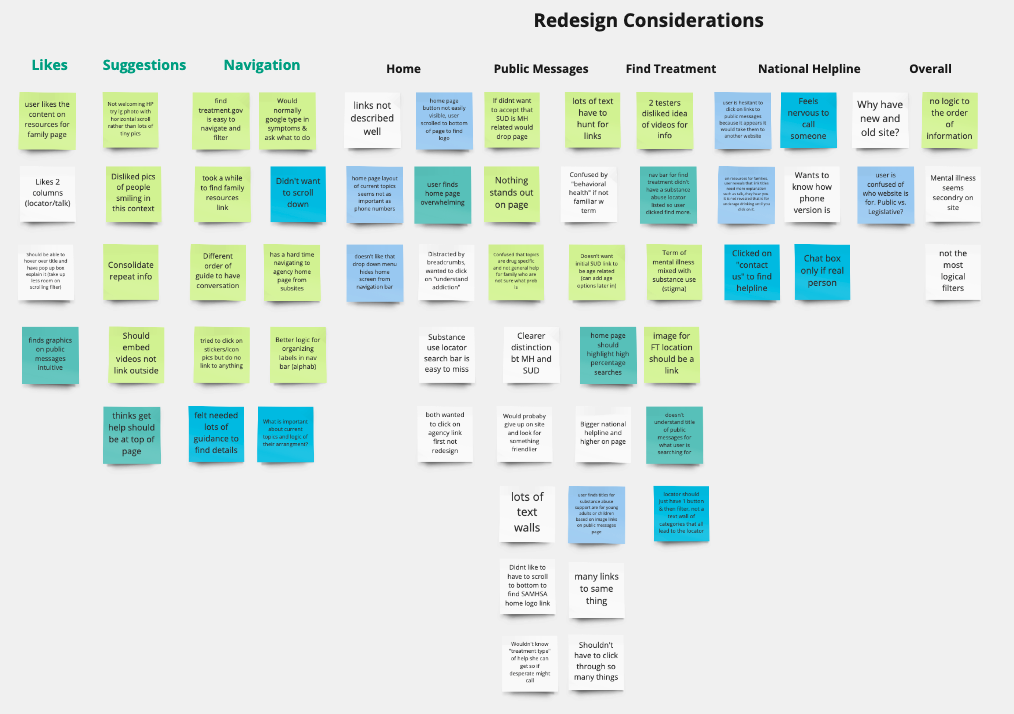 Redesign Considerations
Likes
Suggestions
Navigation
Home
Public Messages
Find Treatment
National Helpline
Overall
user likes the
content on
resources for
family page
Not welcoming HP
try ig photo with
horizontal scroll
rather than lots of
tiny pics
find
treatment.gov
is easy to
navigate and
filter
Would
normally
google type in
symptoms &
ask what to do
links not
described
well
home page
button not easily
visible, user
scrolled to bottom
of page to find
logo
If didnt want
to accept that
SUD is MH
related would
drop page
lots of text
have to
hunt for
links
2 testers
disliked idea
of videos for
info
user is hesitant to
click on links to
public messages
because it appears it
would take them to
another website
Feels
nervous to
call
someone
Why have
new and
old site?
no logic to
the order
of
information
Likes 2
columns
(locator/talk)
Disliked pics
of people
smiling in
this context
took a while
to find family
resources
link
Didn't want
to scroll
down
home page layout
of current topics
seems not as
important as
phone numbers
user finds
home page
overwhelming
Nothing
stands out
on page
Confused by
"behavioral
health" if not
familiar w
term
nav bar for
find treatment didn't
have a substance
abuse locator
listed so user
clicked find more.
on resources for families,
Wants to
know how
phone
version is
user is
confused of
who website is
for. Public vs.
Legislative?
Mental illness
seems
secondry on
site
Should be able to
hover over title and
have pop up box
explain it (take up
less room on
scrolling filter)
Consolidate
repeat info
Different
order of
guide to have
conversation
has a hard time
navigating to
agency home
page from
subsites
doesn't like that
drop down menu
hides home
screen from
navigation bar
Distracted by
breadcrumbs,
wanted to click
on "understand
addiction"
Confused that topics
are drug specific
and not general help
for family who are
not sure what prob
is
Doesn't want
initial SUD link to
be age related
(can add age
options later in)
Term of
mental illness
mixed with
substance use
(stigma)
Clicked on
"contact
us" to find
helpline
Chat box
only if real
person
not the
most
logical
filters
finds graphics
on public
messages
intuitive
Should
embed
videos not
link outside
tried to click on
stickers/icon
pics but do no
link to anything
Better logic for
organizing
labels in nav
bar (alphab)
Substance
use locator
search bar is
easy to miss
Clearer
distinction
bt MH and
SUD
home page
should
highlight high
percentage
searches
image for
FT location
should be a
link
thinks get
help should
be at top of
page
felt needed
lots of
guidance to
find details
What is important
about current
topics and logic of
their arrangment?
both wanted
to click on
agency link
first not
redesign
Would probaby
give up on site
and look for
something
friendlier
Bigger national
helpline and
higher on page
doesn't
understand title
of public
messages for
what user is
searching for
lots of
text
walls
user finds titles for
substance abuse
support are for young
adults or children
based on image links
on public messages
page
locater should
just have 1 button
& then filter, not a
rest wall of
categories that all
lead to the locater
Didnt like to
have to scroll
to bottom to
find SAMHSA
home logo link
many links
to same
thing
Wouldn't know
"treatment type"
of help she can
get so if
desperate might
call
Shouldn't
have to click
through so
many things